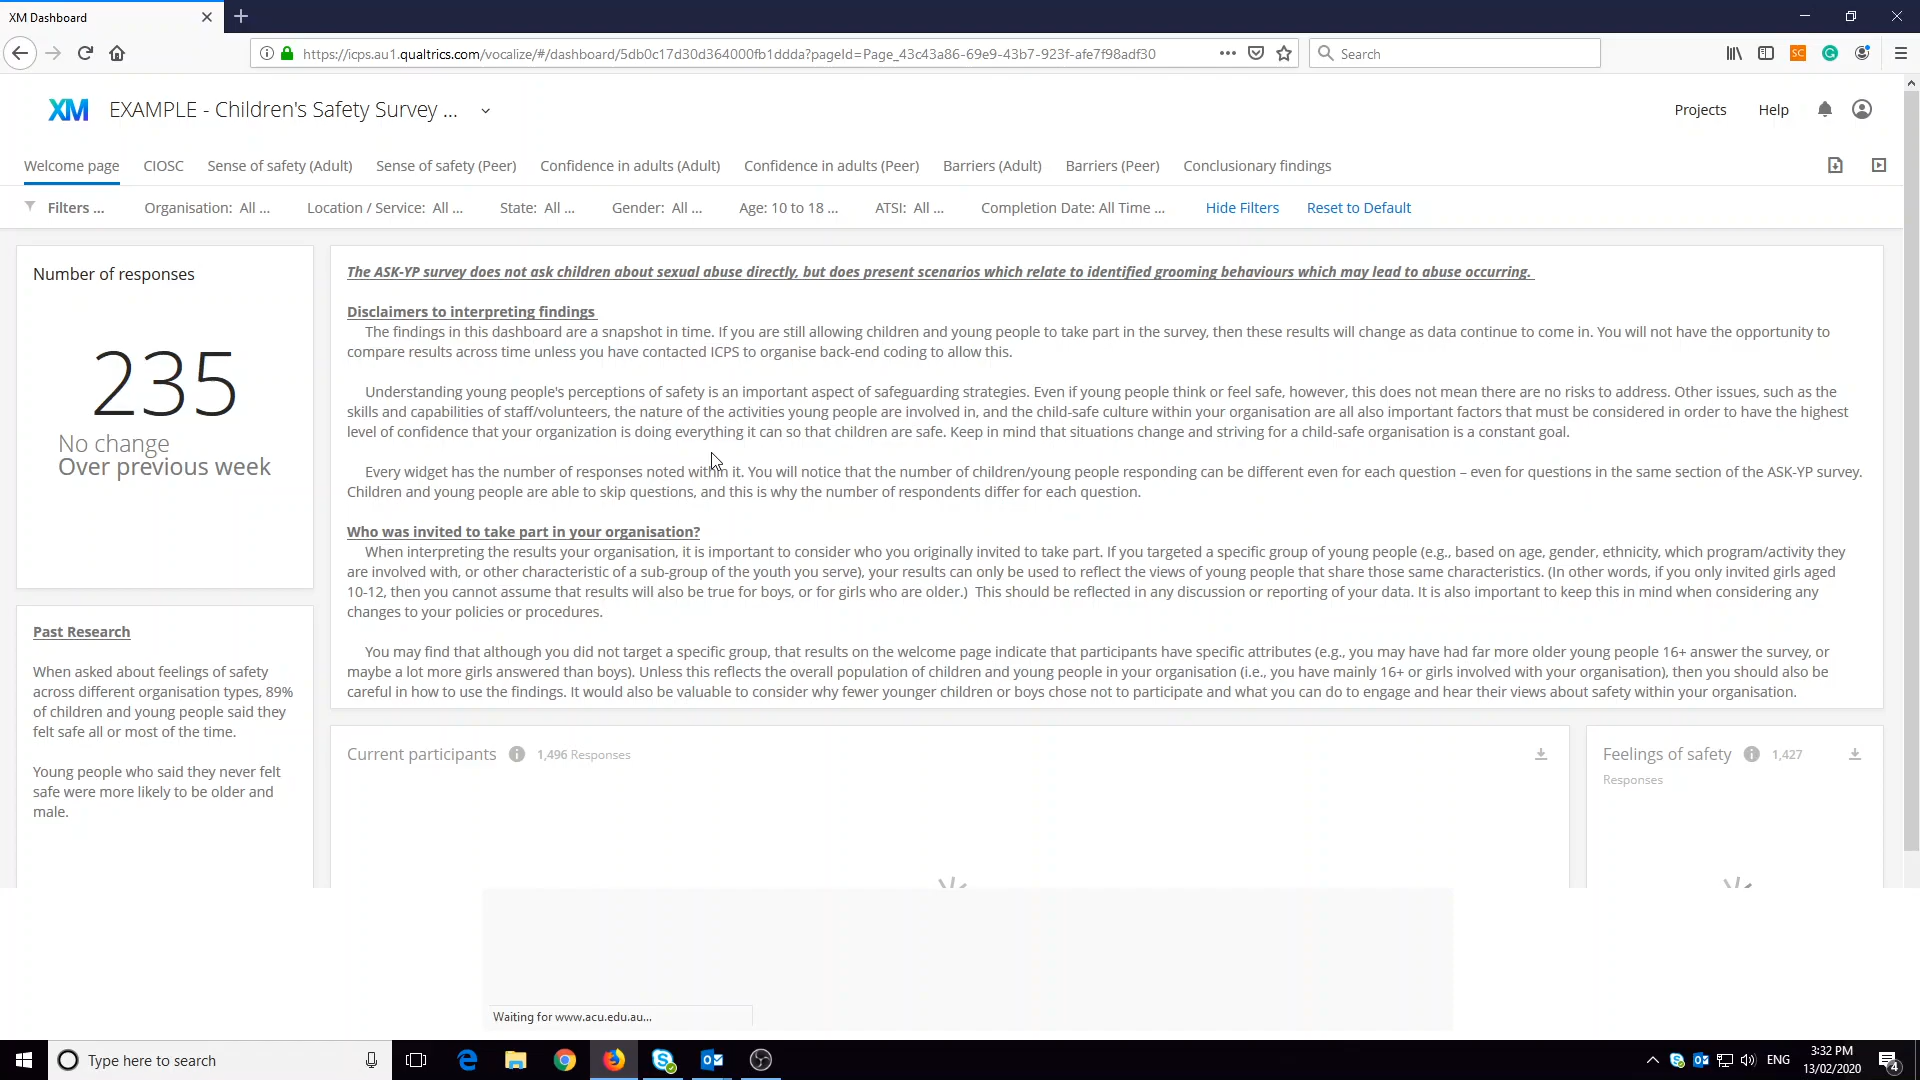 XM Dashboard
https://icps.au1.qualtrics.com/vocalize/#/dashboard/5db0c17d30d364000fb1ddda?pageId=Page_43c43a86-69e9-43b7-923f-afe7f98adf30
Search
XM EXAMPLE - Children's Safety Survey ...
Projects Help
Welcome page CIOSC Sense of safety (Adult) Sense of safety (Peer) Confidence in adults (Adult) Confidence in adults (Peer) Barriers (Adult) Barriers (Peer) Conclusionary findings
Filters ... Organisation: All ... Location / Service: All ... State: All ... Gender: All ... Age: 10 to 18 ... ATSI: All ... Completion Date: All Time ... Hide Filters Reset to Default
Number of responses
235
No change
Over previous week
The ASK-YP survey does not ask children about sexual abuse directly, but does present scenarios which relate to identified grooming behaviours which may lead to abuse occurring.
Disclaimers to interpreting findings
The findings in this dashboard are a snapshot in time. If you are still allowing children and young people to take part in the survey, then these results will change as data continue to come in. You will not have the opportunity to
compare results across time unless you have contacted ICPS to organise back-end coding to allow this.
Understanding young people's perceptions of safety is an important aspect of safeguarding strategies. Even if young people think or feel safe, however, this does not mean there are no risks to address. Other issues, such as the
skills and capabilities of staff/volunteers, the nature of the activities young people are involved in, and the child-safe culture within your organisation are all also important factors that must be considered in order to have the highest
level of confidence that your organization is doing everything it can so that children are safe. Keep in mind that situations change and striving for a child-safe organisation is a constant goal.
Every widget has the number of responses noted within it. You will notice that the number of children/young people responding can be different even for each question – even for questions in the same section of the ASK-YP survey.
Children and young people are able to skip questions, and this is why the number of respondents differ for each question.
Who was invited to take part in your organisation?
When interpreting the results your organisation, it is important to consider who you originally invited to take part. If you targeted a specific group of young people (e.g., based on age, gender, ethnicity, which program/activity they
are involved with, or other characteristic of a sub-group of the youth you serve), your results can only be used to reflect the views of young people that share those same characteristics. (In other words, if you only invited girls aged
10-12, then you cannot assume that results will also be true for boys, or for girls who are older.) This should be reflected in any discussion or reporting of your data. It is also important to keep this in mind when considering any
changes to your policies or procedures.
You may find that although you did not target a specific group, that results on the welcome page indicate that participants have specific attributes (e.g., you may have had far more older young people 16+ answer the survey, or
maybe a lot more girls answered than boys). Unless this reflects the overall population of children and young people in your organisation (i.e., you have mainly 16+ or girls involved with your organisation), then you should also be
careful in how to use the findings. It would also be valuable to consider why fewer younger children or boys chose not to participate and what you can do to engage and hear their views about safety within your organisation.
Past Research
When asked about feelings of safety
across different organisation types, 89%
of children and young people said they
felt safe all or most of the time.
Young people who said they never felt
safe were more likely to be older and
male.
Current participants 1,496 Responses
Feelings of safety 1,427
Responses
Waiting for www.acu.edu.au...
Type here to search
ENG
3:32 PM
13/02/2020
4